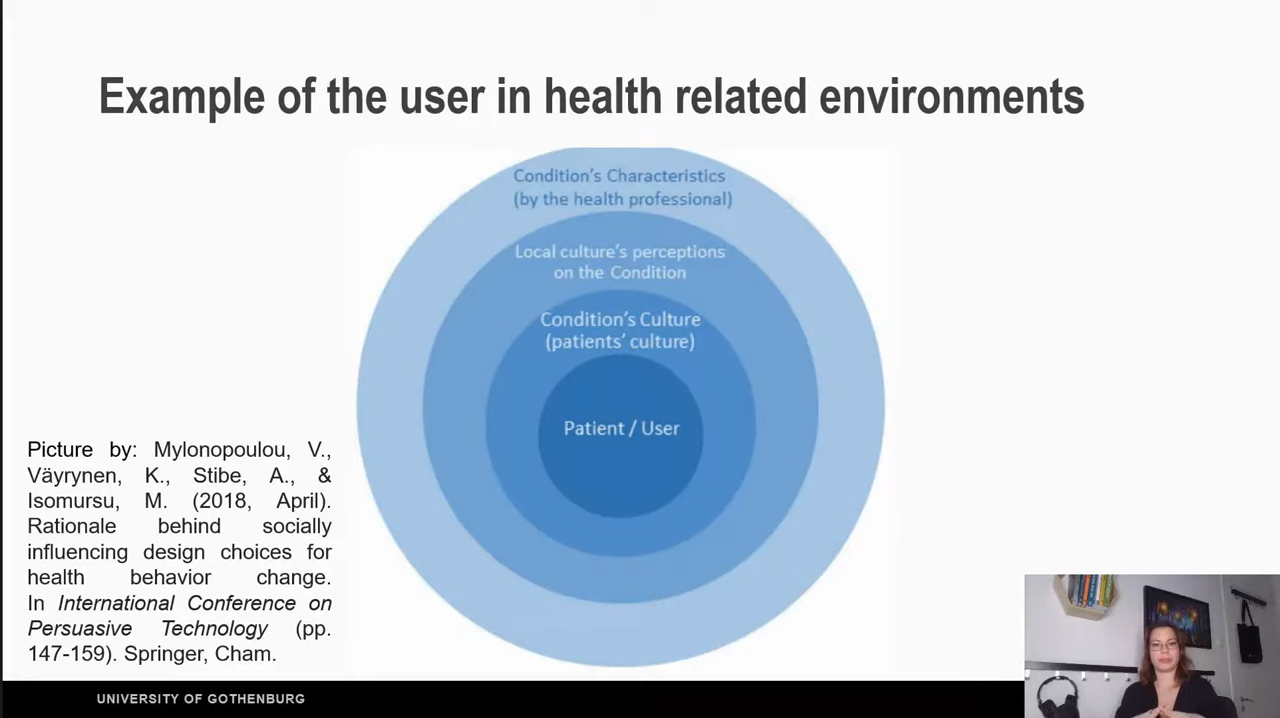 Example of the user in health related environments
Condition's Characteristics
(by the health professional)
Local culture's perceptions
on the Condition
Condition's Culture
(patients' culture)
Patient / User
Picture by: Mylonopoulou, V.,
Väyrynen, K., Stibe, A., &
Isomursu, M. (2018, April).
Rationale behind socially
influencing design choices for
health behavior change.
In International Conference on
Persuasive Technology (pp.
147-159). Springer, Cham.
UNIVERSITY OF GOTHENBURG